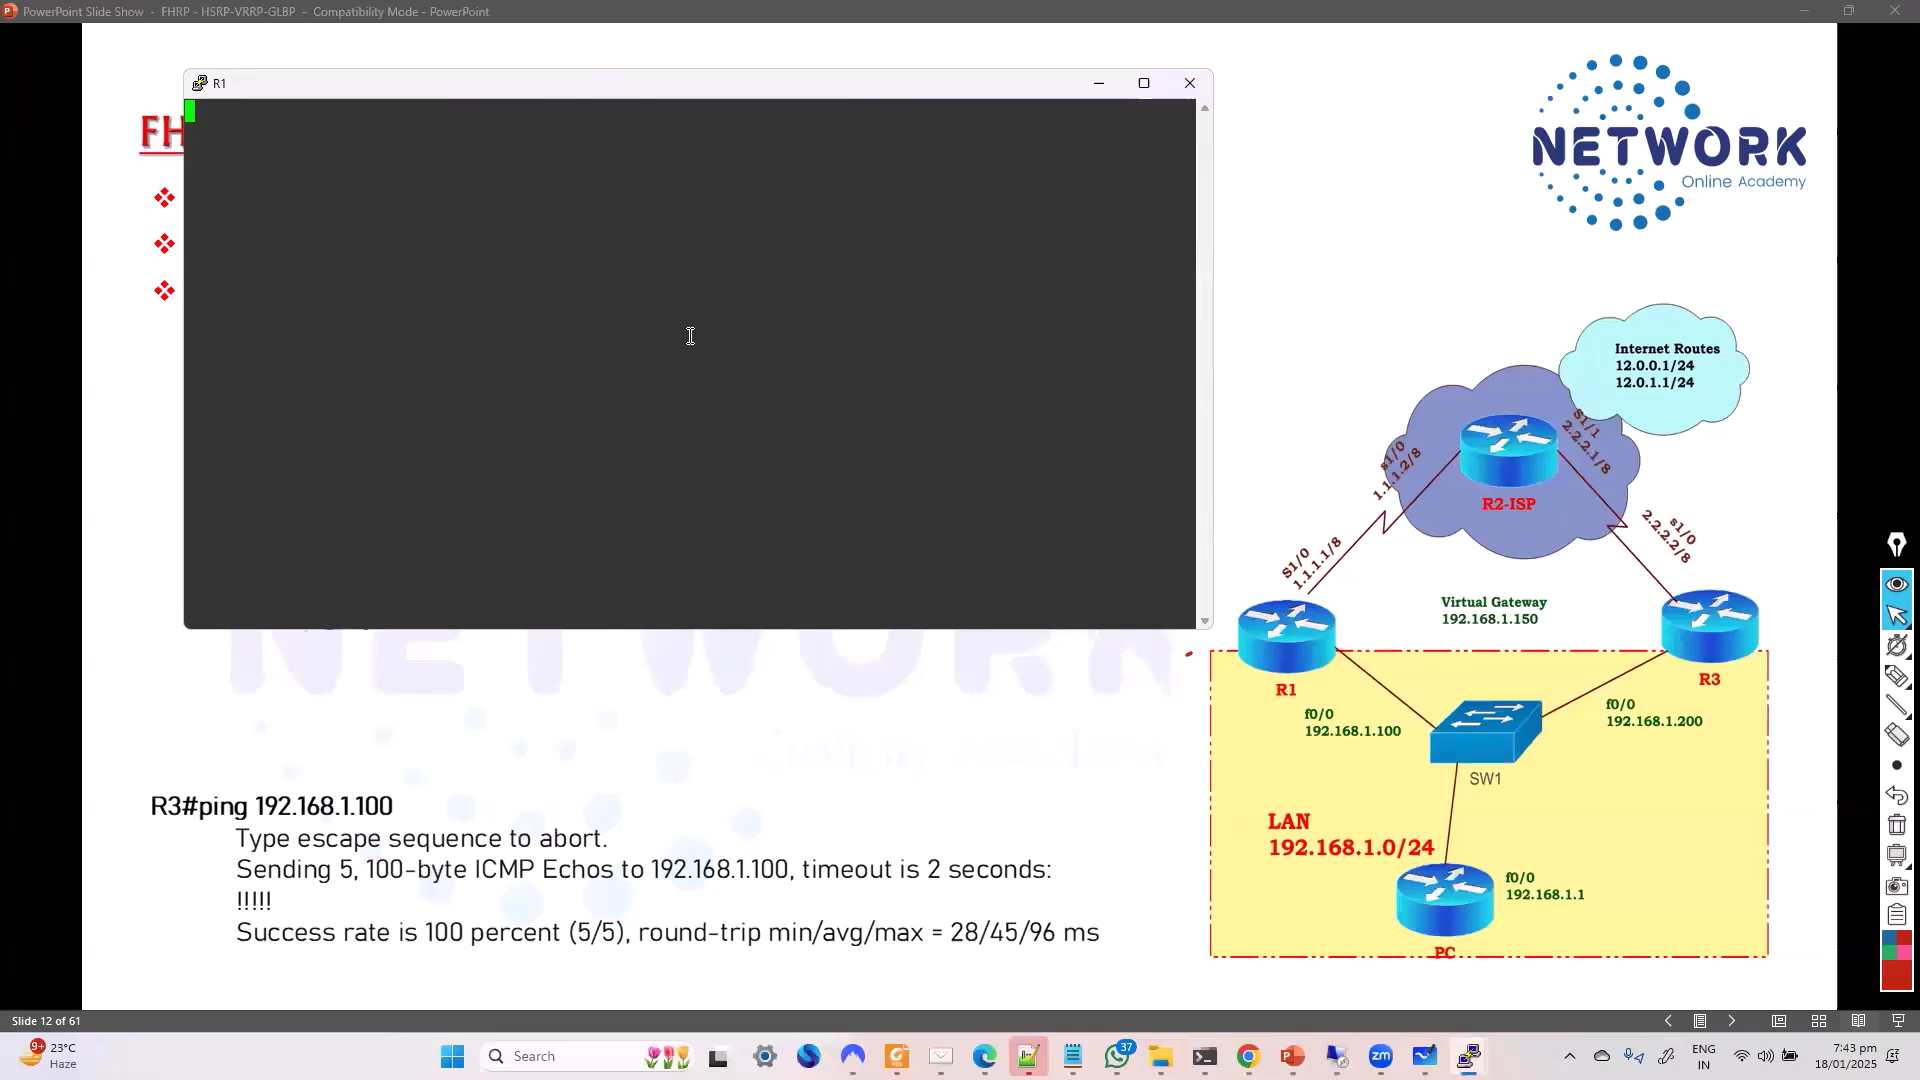 PowerPoint Slide Show - FHRP - HSRP-VRRP-GLBP - Compatibility Mode - PowerPoint
R1
FH
NETWORK
Online Academy
Internet Routes
12.0.0.1/24
12.0.1.1/24
s1/0
1.1.1.2/8
S1/1
2.2.2.1/8
R2-ISP
S1/0
1.1.1.1/8
s1/0
2.2.2.2/8
Virtual Gateway
192.168.1.150
R1
R3
f0/0
192.168.1.100
f0/0
192.168.1.200
SW1
LAN
192.168.1.0/24
f0/0
192.168.1.1
PC
NETWORK
R3#ping 192.168.1.100
Type escape sequence to abort.
Sending 5, 100-byte ICMP Echos to 192.168.1.100, timeout is 2 seconds:
!!!!!
Success rate is 100 percent (5/5), round-trip min/avg/max = 28/45/96 ms
Slide 12 of 61
9+
23°C
Haze
Search
37
zm
ENG
IN
7:43 pm
18/01/2025